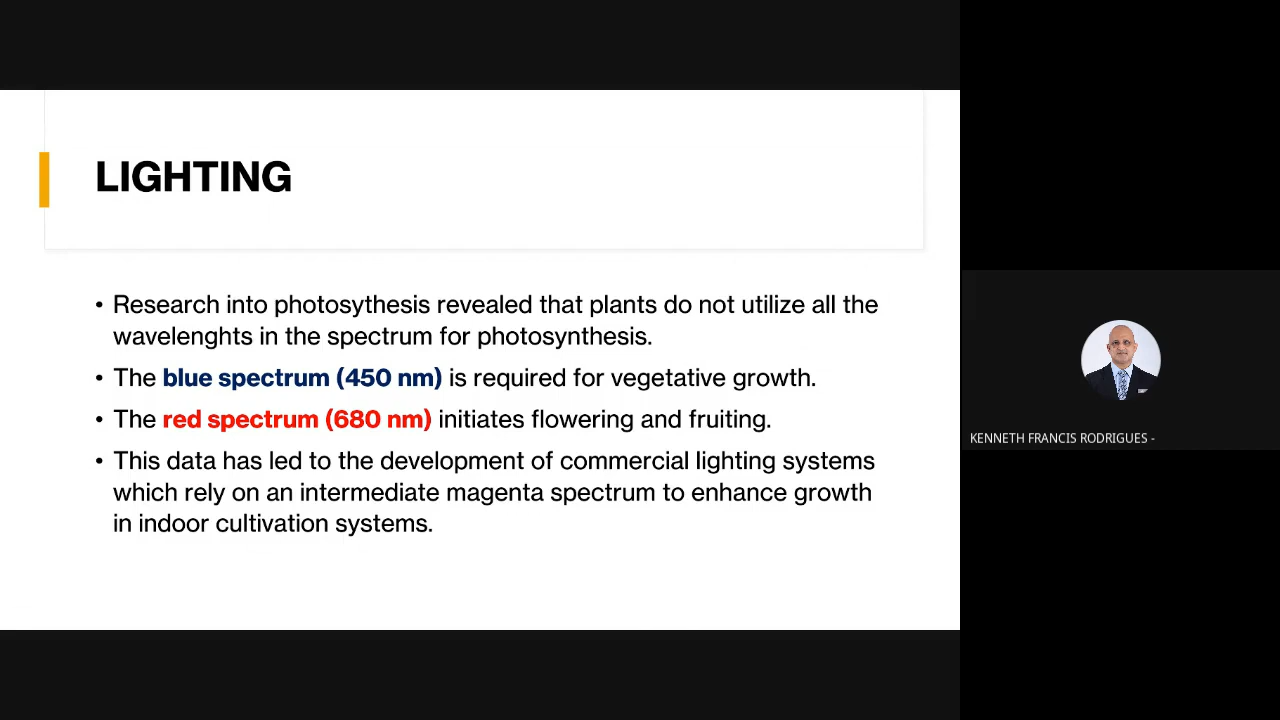 LIGHTING
• Research into photosythesis revealed that plants do not utilize all the
wavelenghts in the spectrum for photosynthesis.
• The blue spectrum (450 nm) is required for vegetative growth.
• The red spectrum (680 nm) initiates flowering and fruiting.
• This data has led to the development of commercial lighting systems
which rely on an intermediate magenta spectrum to enhance growth
in indoor cultivation systems.
KENNETH FRANCIS RODRIGUES -